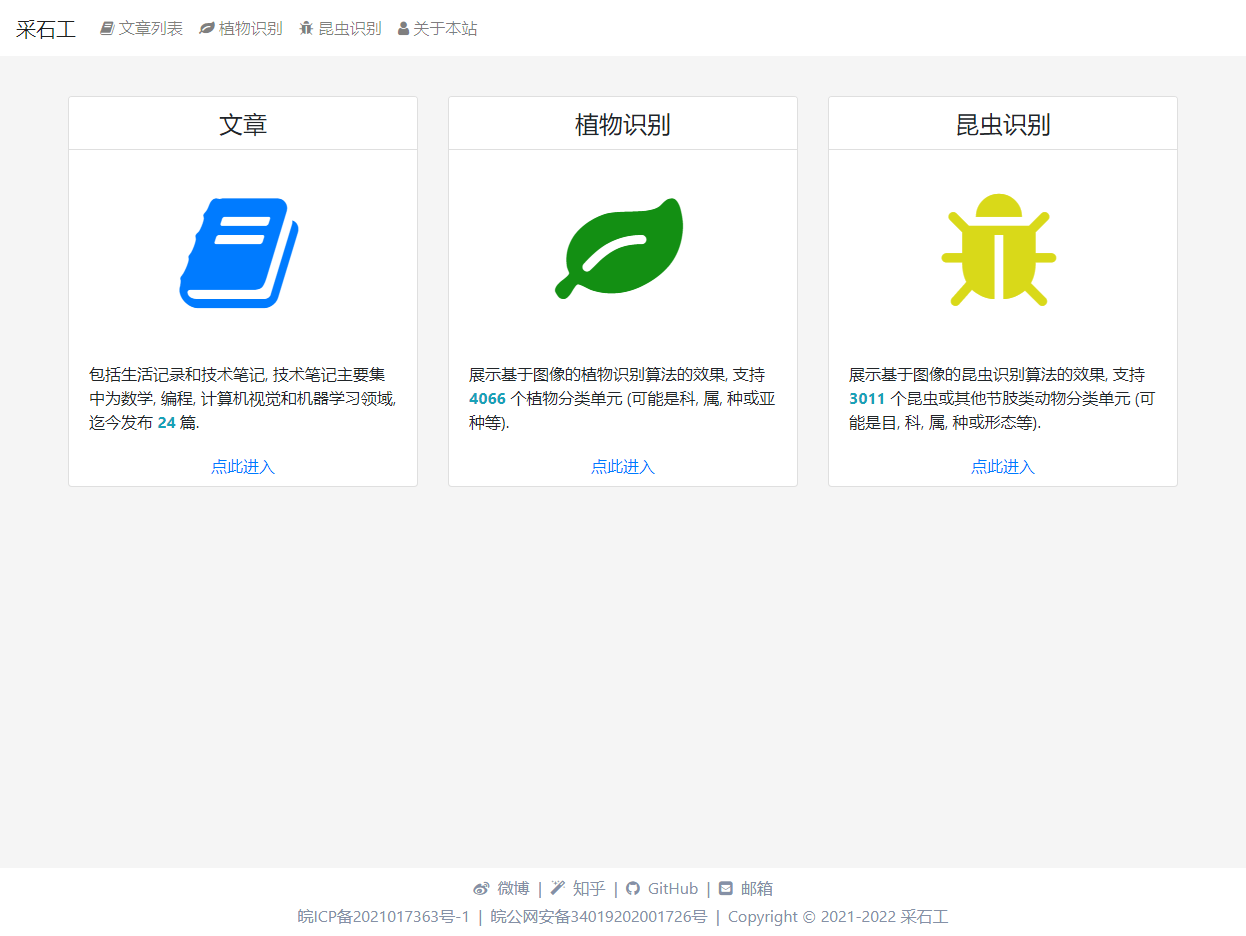 采石工 文章列表 植物识别 昆虫识别 关于本站
文章
包括生活记录和技术笔记, 技术笔记主要集
中为数学, 编程, 计算机视觉和机器学习领域,
迄今发布 24 篇.
点此进入
植物识别
展示基于图像的植物识别算法的效果, 支持
4066 个植物分类单元 (可能是科, 属, 种或亚
种等).
点此进入
昆虫识别
展示基于图像的昆虫识别算法的效果, 支持
3011 个昆虫或其他节肢类动物分类单元 (可
能是目, 科, 属, 种或形态等).
点此进入
微博 | 知乎 | GitHub | 邮箱
皖ICP备2021017363号-1 | 皖公网安备34019202001726号 | Copyright © 2021-2022 采石工